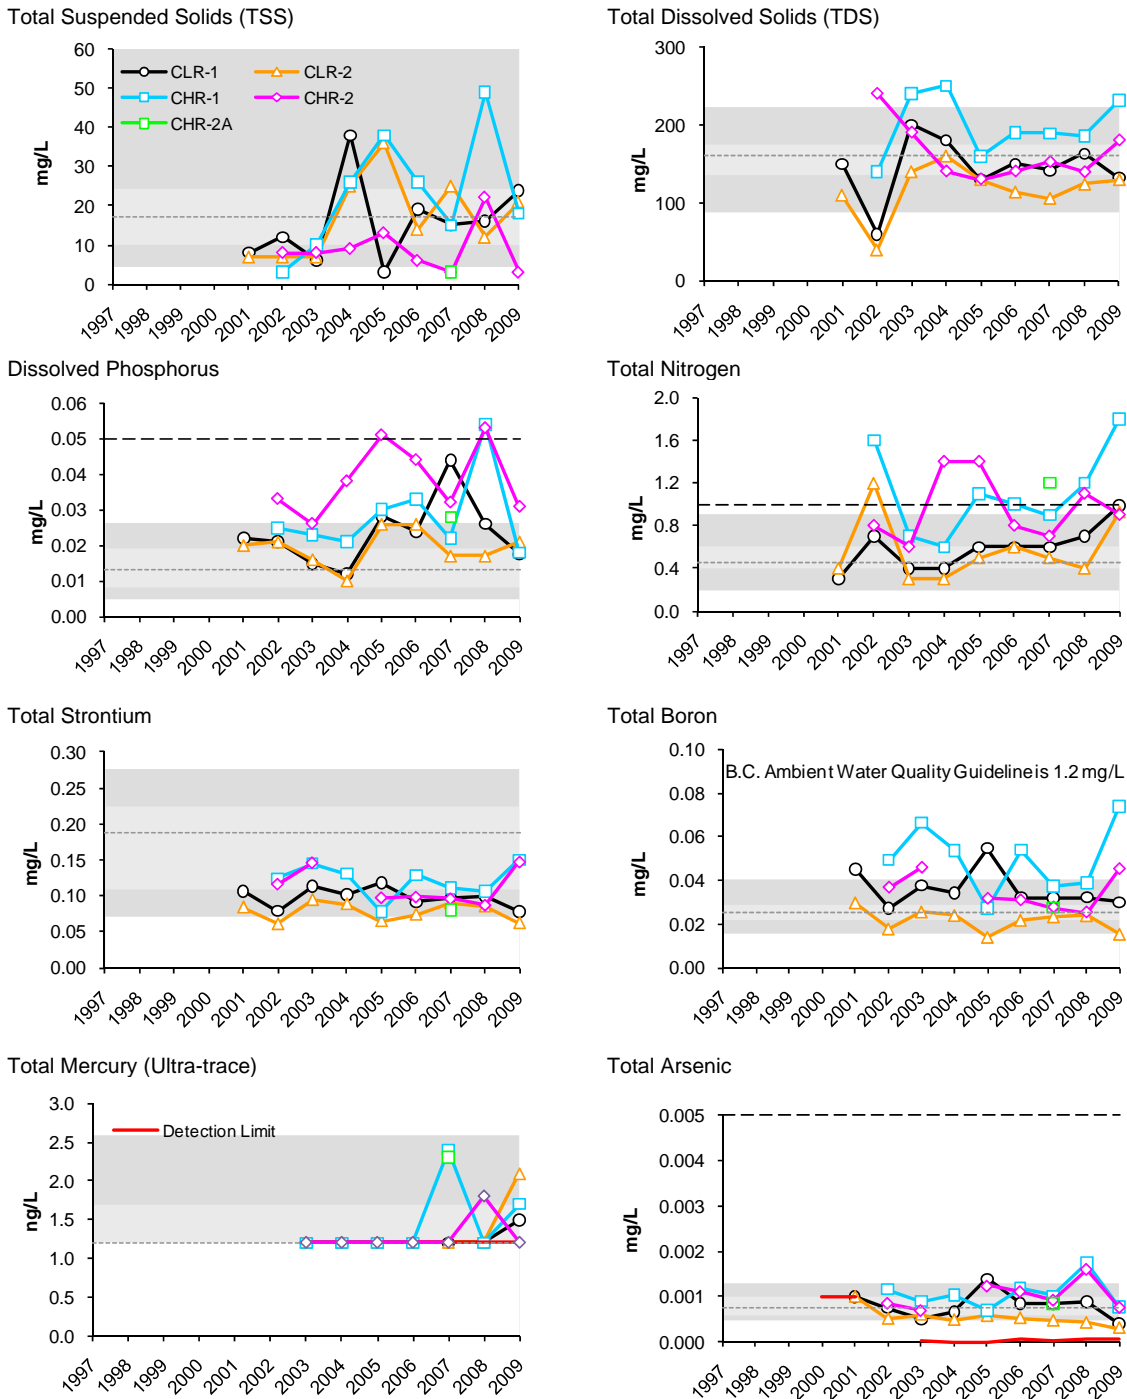 Total Suspended Solids (TSS)
60
50
40
30
20
10
0
mg/L
CLR-1
CLR-2
CHR-1
CHR-2
CHR-2A
1997 1998 1999 2000 2001 2002 2003 2004 2005 2006 2007 2008 2009
Total Dissolved Solids (TDS)
300
200
100
0
mg/L
1997 1998 1999 2000 2001 2002 2003 2004 2005 2006 2007 2008 2009
Dissolved Phosphorus
0.06
0.05
0.04
0.03
0.02
0.01
0.00
mg/L
1997 1998 1999 2000 2001 2002 2003 2004 2005 2006 2007 2008 2009
Total Nitrogen
2.0
1.6
1.2
0.8
0.4
0.0
mg/L
1997 1998 1999 2000 2001 2002 2003 2004 2005 2006 2007 2008 2009
Total Strontium
0.30
0.25
0.20
0.15
0.10
0.05
0.00
mg/L
1997 1998 1999 2000 2001 2002 2003 2004 2005 2006 2007 2008 2009
Total Boron
0.10
0.08
0.06
0.04
0.02
0.00
mg/L
B.C. Ambient Water Quality Guideline is 1.2 mg/L
1997 1998 1999 2000 2001 2002 2003 2004 2005 2006 2007 2008 2009
Total Mercury (Ultra-trace)
3.0
2.5
2.0
1.5
1.0
0.5
0.0
ng/L
Detection Limit
1997 1998 1999 2000 2001 2002 2003 2004 2005 2006 2007 2008 2009
Total Arsenic
0.005
0.004
0.003
0.002
0.001
0.000
mg/L
1997 1998 1999 2000 2001 2002 2003 2004 2005 2006 2007 2008 2009